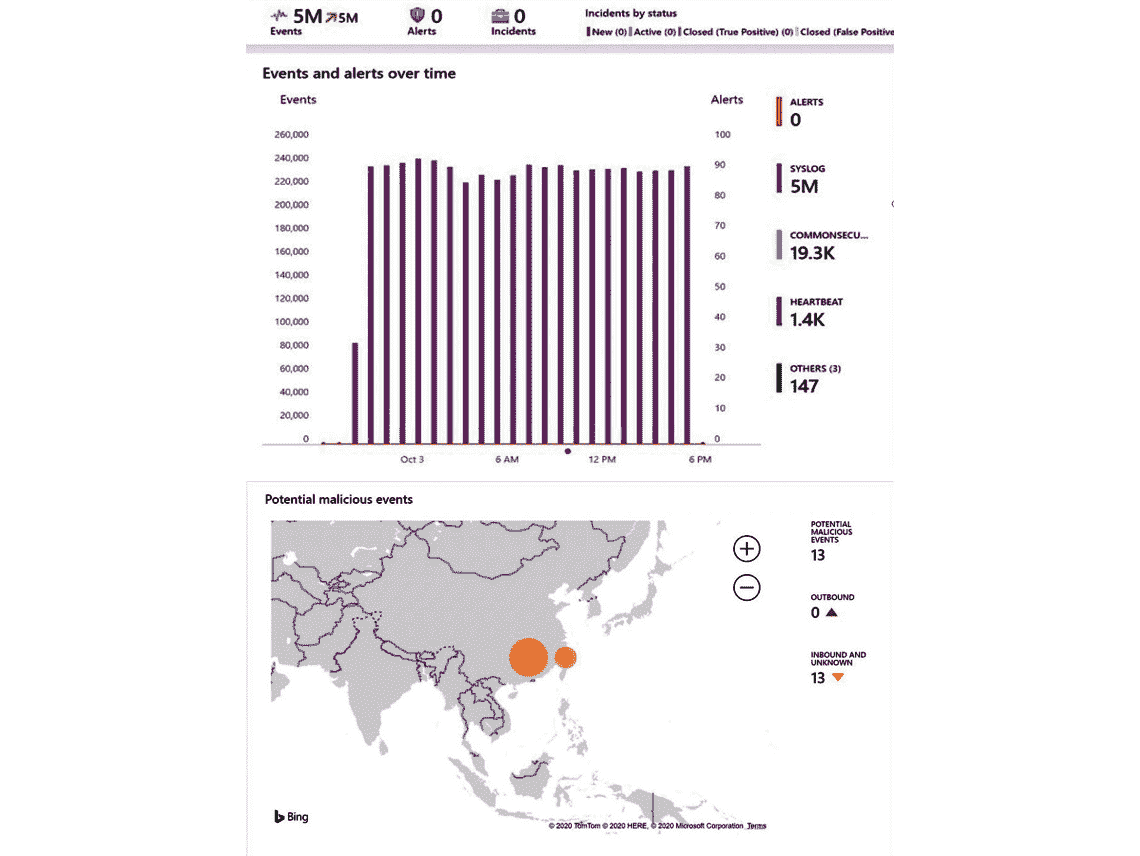 5M 5M
Events
0
Alerts
0
Incidents
Incidents by status
New (0) Active (0) Closed (True Positive) (0) Closed (False Positive
Events and alerts over time
Events
Alerts
260,000
240,000
220,000
200,000
180,000
160,000
140,000
120,000
100,000
80,000
60,000
40,000
20,000
0
100
90
80
70
60
50
40
30
20
10
0
Oct 3
6 AM
12 PM
6 PM
ALERTS
0
SYSLOG
5M
COMMONSECU...
19.3K
HEARTBEAT
1.4K
OTHERS (3)
147
Potential malicious events
POTENTIAL
MALICIOUS
EVENTS
13
OUTBOUND
0
INBOUND AND
UNKNOWN
13
Bing
© 2020 TomTom © 2020 HERE, © 2020 Microsoft Corporation Terms